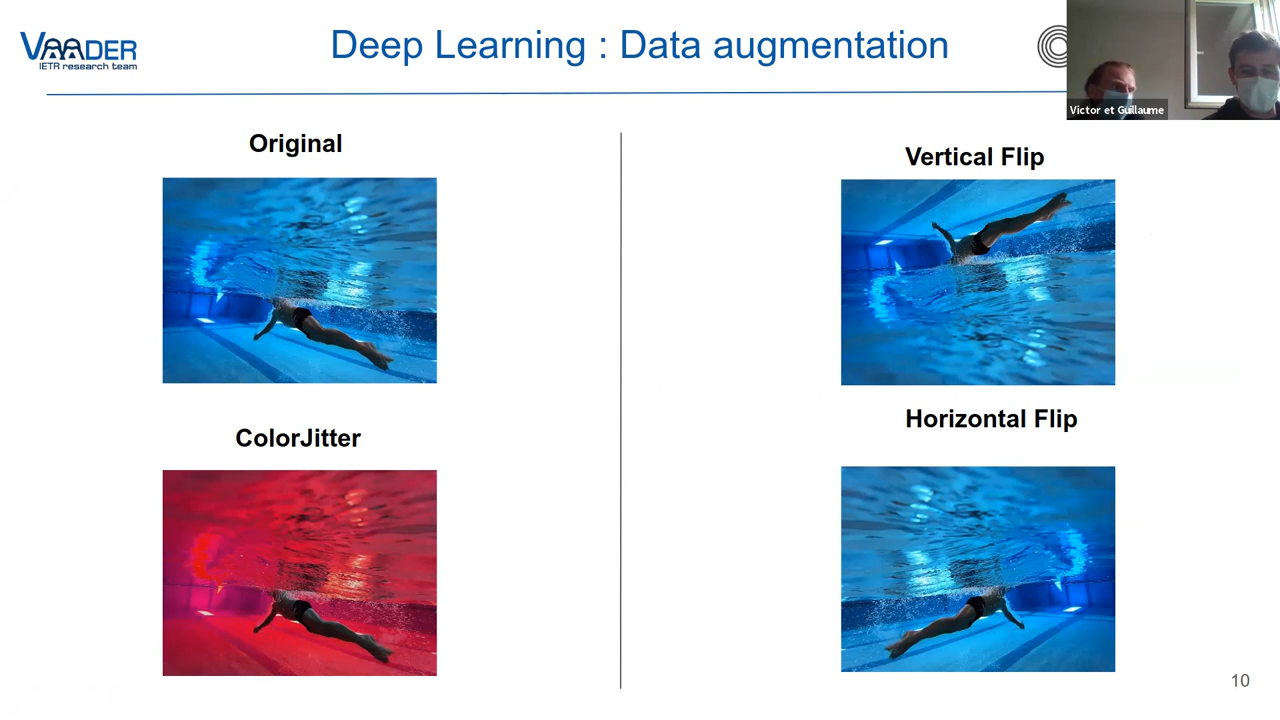 VAADER
IETR research team
Deep Learning : Data augmentation
Victor et Guillaume
Original
Vertical Flip
ColorJitter
Horizontal Flip
10